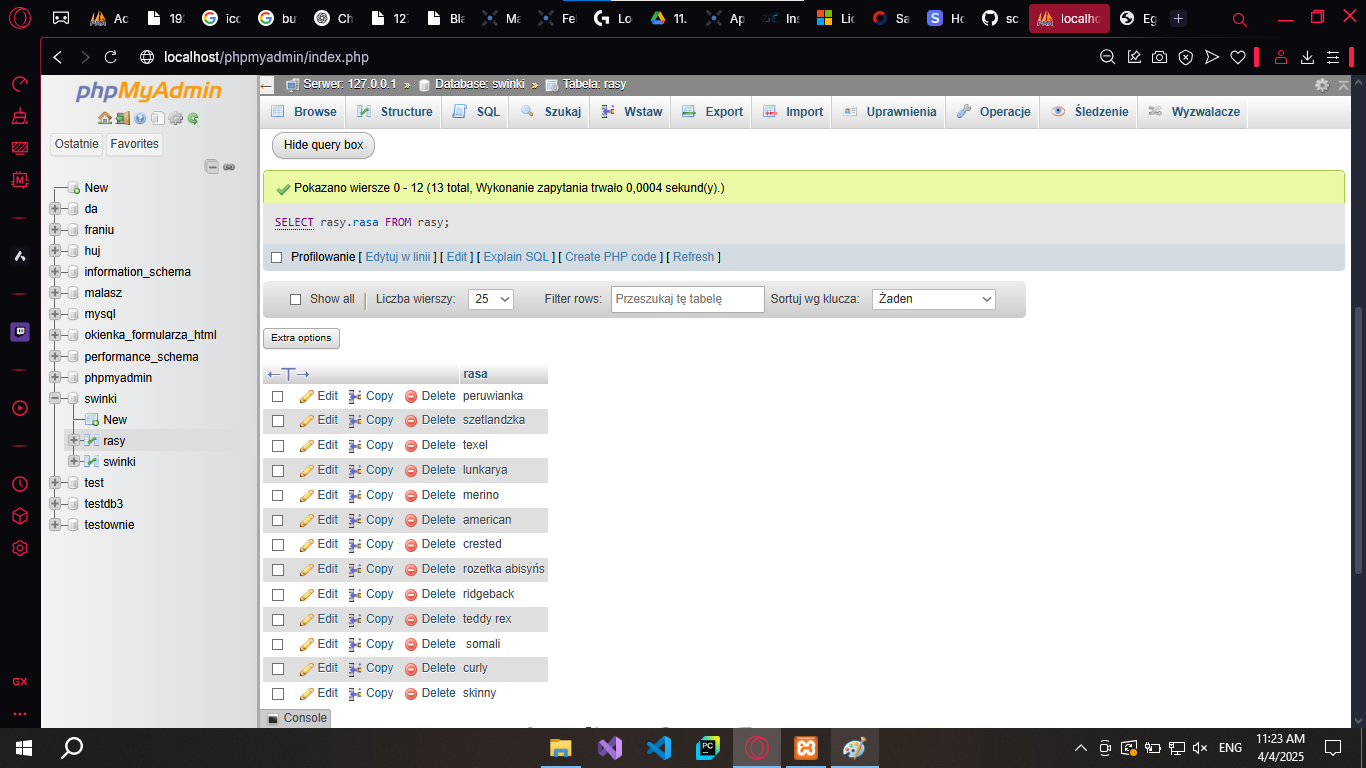 Ac
192
icc
bu
Ch
127
Bla
Ma
Fel
Lo
11.
Ap
Ins
Lic
Sa
Ho
sc
localho
Eg
localhost/phpmyadmin/index.php
phpMyAdmin
Ostatnie
Favorites
New
da
franiu
huj
information_schema
malasz
mysql
okienka_formularza_html
performance_schema
phpmyadmin
swinki
New
rasy
swinki
test
testdb3
testownie
Serwer: 127.0.0.1 » Database: swinki » Tabela: rasy
Browse Structure SQL Szukaj Wstaw Export Import Uprawnienia Operacje Śledzenie Wyzwalacze
Hide query box
Pokazano wiersze 0 - 12 (13 total, Wykonanie zapytania trwało 0,0004 sekund(y).)
SELECT rasy.rasa FROM rasy;
Profilowanie [ Edytuj w linii ] [ Edit ] [ Explain SQL ] [ Create PHP code ] [ Refresh ]
Show all Liczba wierszy: 25 Filter rows: Przeszukaj tę tabelę Sortuj wg klucza: Żaden
Extra options
←T→ rasa
Edit Copy Delete peruwianka
Edit Copy Delete szetlandzka
Edit Copy Delete texel
Edit Copy Delete lunkarya
Edit Copy Delete merino
Edit Copy Delete american
Edit Copy Delete crested
Edit Copy Delete rozetka abisyńs
Edit Copy Delete ridgeback
Edit Copy Delete teddy rex
Edit Copy Delete somali
Edit Copy Delete curly
Edit Copy Delete skinny
Console
GX
PC
ENG
11:23 AM
4/4/2025